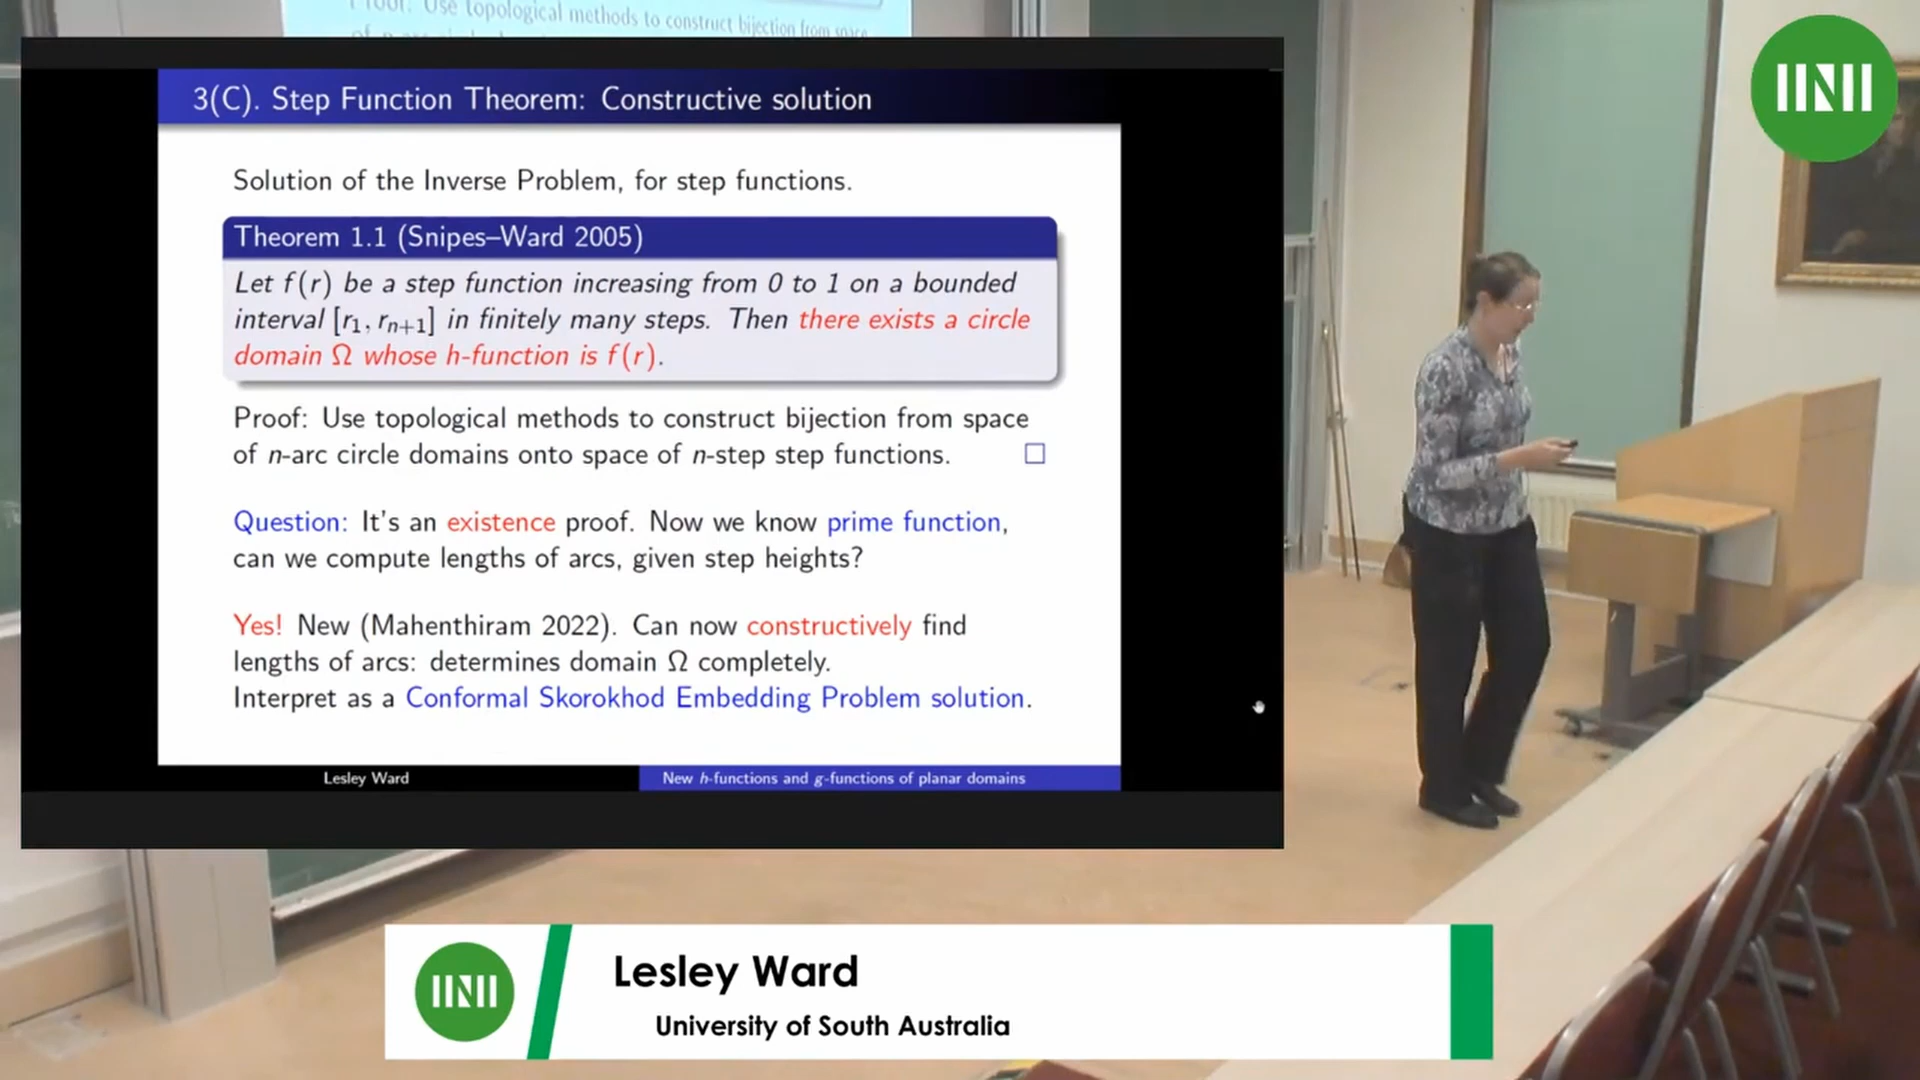 Proof: Use topological methods to construct bijection from space
3(C). Step Function Theorem: Constructive solution
Solution of the Inverse Problem, for step functions.
Theorem 1.1 (Snipes–Ward 2005)
Let f(r) be a step function increasing from 0 to 1 on a bounded
interval [r₁, rₙ₊₁] in finitely many steps. Then there exists a circle
domain Ω whose h-function is f(r).
Proof: Use topological methods to construct bijection from space
of n-arc circle domains onto space of n-step step functions. □
Question: It's an existence proof. Now we know prime function,
can we compute lengths of arcs, given step heights?
Yes! New (Mahenthiram 2022). Can now constructively find
lengths of arcs: determines domain Ω completely.
Interpret as a Conformal Skorokhod Embedding Problem solution.
Lesley Ward
New h-functions and g-functions of planar domains
Lesley Ward
University of South Australia